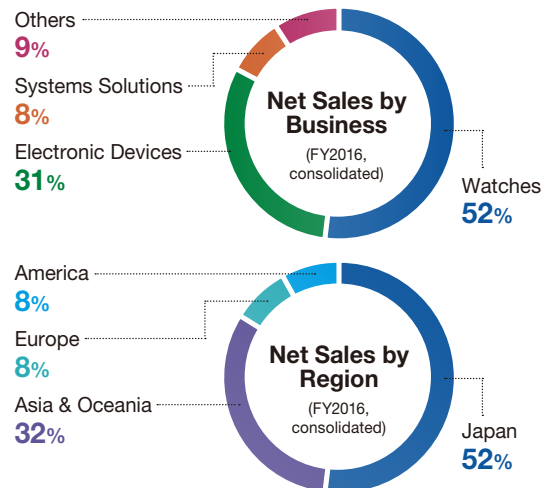 Others
9%
Systems Solutions
8%
Electronic Devices
31%
Net Sales by
Business
(FY2016,
consolidated)
Watches
52%
America
8%
Europe
8%
Asia & Oceania
32%
Net Sales by
Region
(FY2016,
consolidated)
Japan
52%